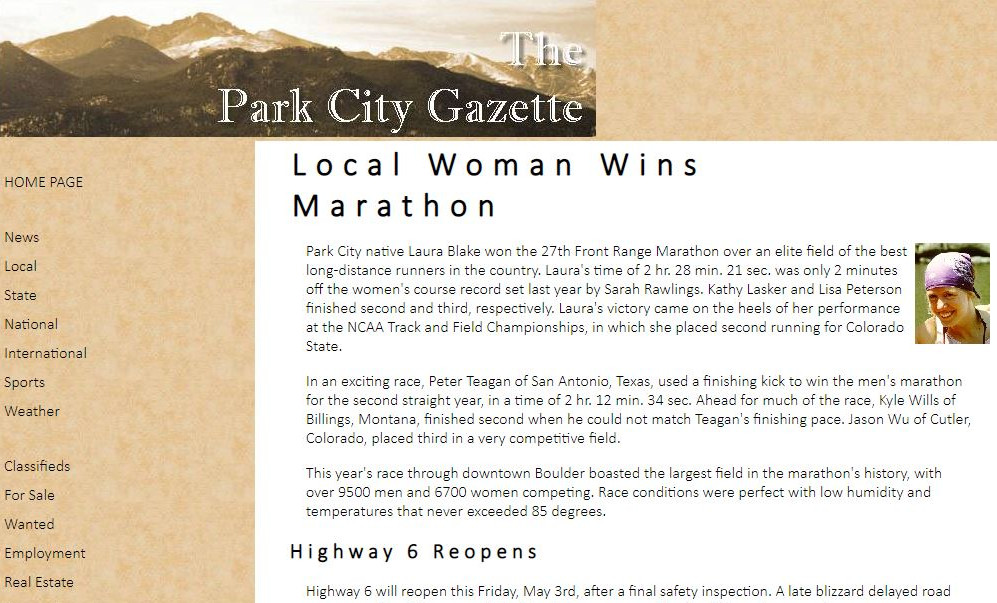 The
Park City Gazette
HOME PAGE
News
Local
State
National
International
Sports
Weather
Classifieds
For Sale
Wanted
Employment
Real Estate
Local Woman Wins
Marathon
Park City native Laura Blake won the 27th Front Range Marathon over an elite field of the best
long-distance runners in the country. Laura's time of 2 hr. 28 min. 21 sec. was only 2 minutes
off the women's course record set last year by Sarah Rawlings. Kathy Lasker and Lisa Peterson
finished second and third, respectively. Laura's victory came on the heels of her performance
at the NCAA Track and Field Championships, in which she placed second running for Colorado
State.
In an exciting race, Peter Teagan of San Antonio, Texas, used a finishing kick to win the men's marathon
for the second straight year, in a time of 2 hr. 12 min. 34 sec. Ahead for much of the race, Kyle Wills of
Billings, Montana, finished second when he could not match Teagan's finishing pace. Jason Wu of Cutler,
Colorado, placed third in a very competitive field.
This year's race through downtown Boulder boasted the largest field in the marathon's history, with
over 9500 men and 6700 women competing. Race conditions were perfect with low humidity and
temperatures that never exceeded 85 degrees.
Highway 6 Reopens
Highway 6 will reopen this Friday, May 3rd, after a final safety inspection. A late blizzard delayed road